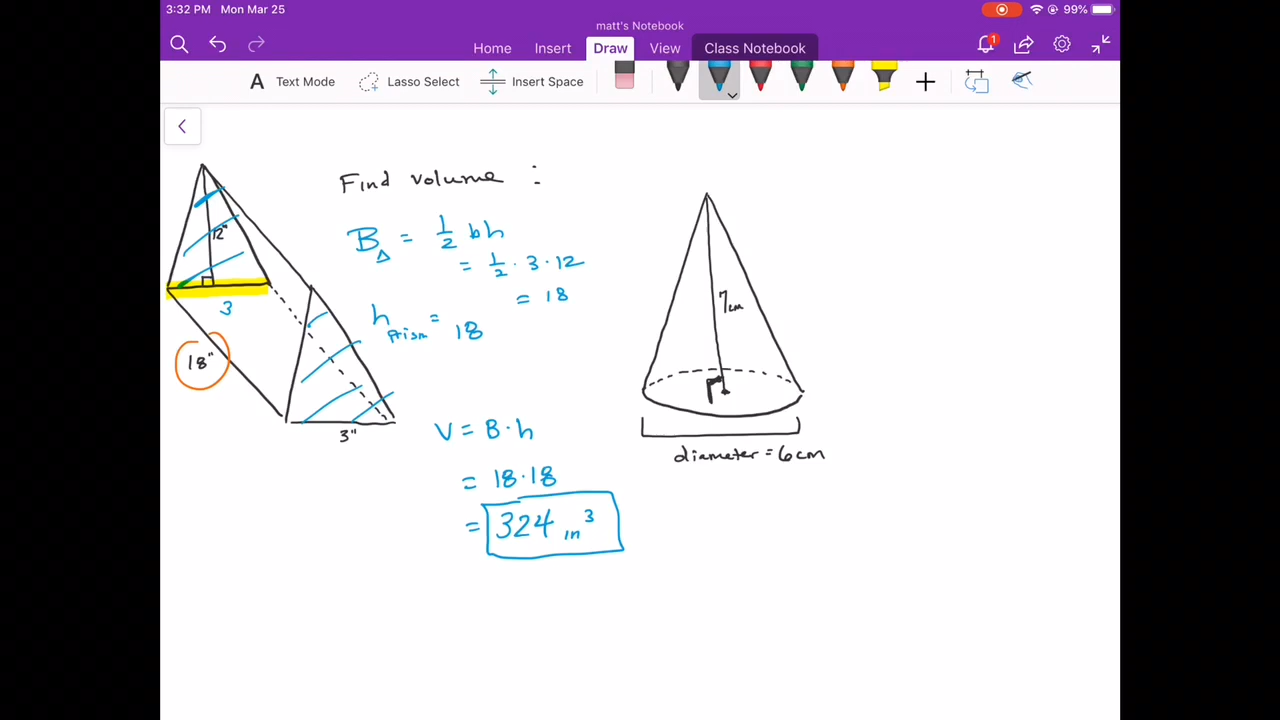 3:32 PM Mon Mar 25
99%
matt's Notebook
Home Insert Draw View Class Notebook
1
A Text Mode Lasso Select Insert Space
Find volume :
12"
3
18"
3"
B△ = 1/2 bh
= 1/2 · 3 · 12
= 18
h prism = 18
V = B · h
= 18 · 18
= 324 in³
7cm
diameter = 6cm